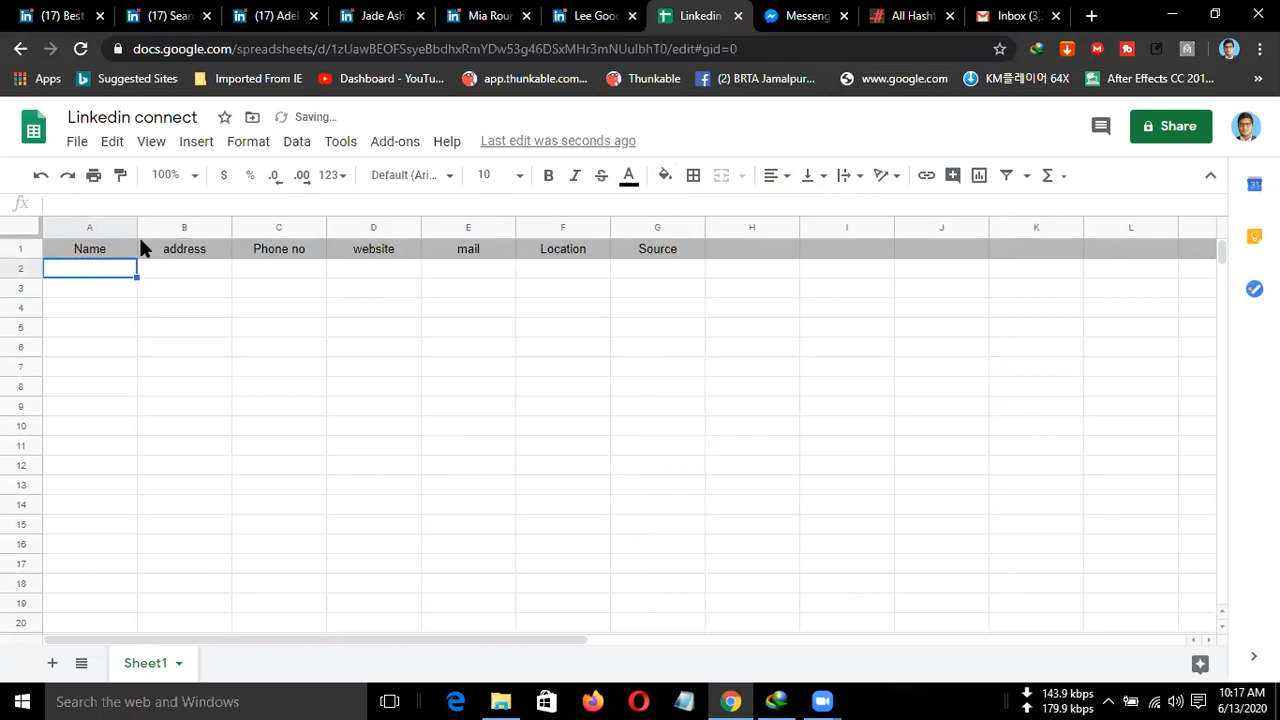 (17) Best
(17) Sear
(17) Adel
Jade Ash
Mia Rour
Lee Goo
Linkedin
Messeng
All Hasht
Inbox (3,
docs.google.com/spreadsheets/d/1zUawBEOFSsyeBbdhxRmYDw53g46DSxMHr3mNUuIbhT0/edit#gid=0
Apps
Suggested Sites
Imported From IE
Dashboard - YouTu...
app.thunkable.com...
Thunkable
(2) BRTA Jamalpur...
www.google.com
KM플레이어 64X
After Effects CC 201...
»
Linkedin connect
Saving...
Share
File Edit View Insert Format Data Tools Add-ons Help Last edit was seconds ago
100% $ % .0 .00 123 Default (Ari... 10 B I S A
fx
A B C D E F G H I J K L
1 Name address Phone no website mail Location Source
2
3
4
5
6
7
8
9
10
11
12
13
14
15
16
17
18
19
20
31
Sheet1
Search the web and Windows
143.9 kbps
179.9 kbps
10:17 AM
6/13/2020